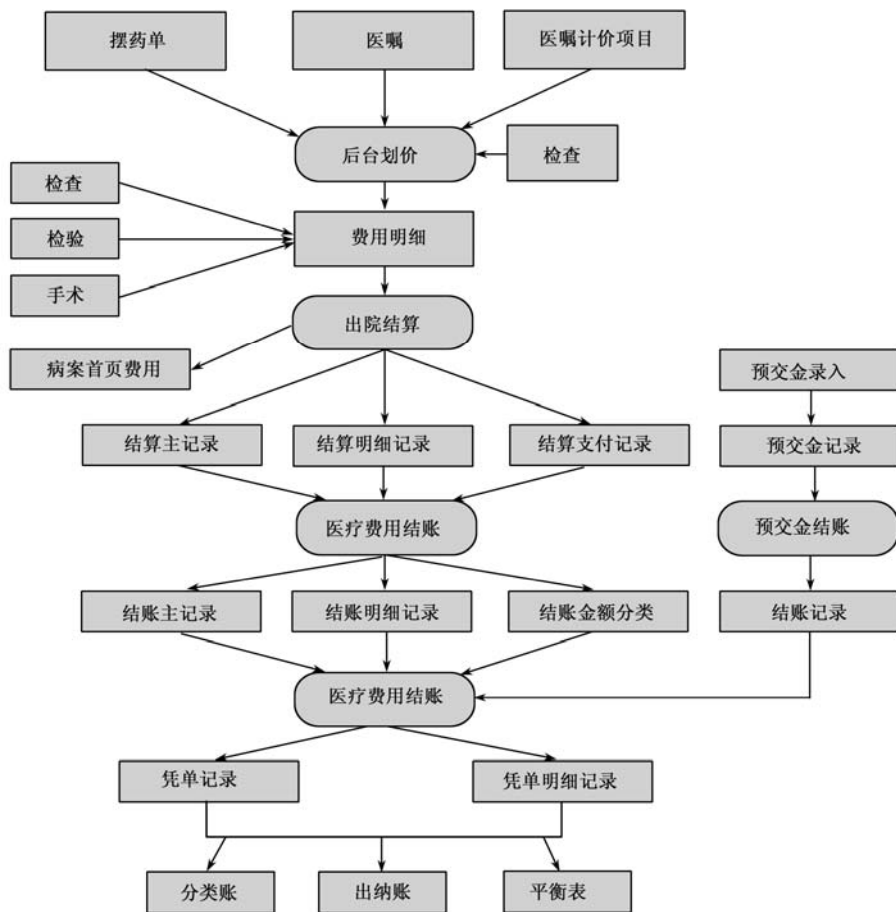 摆药单
医嘱
医嘱计价项目
后台划价
检查
检查
检验
费用明细
手术
出院结算
病案首页费用
预交金录入
结算主记录
结算明细记录
结算支付记录
预交金记录
医疗费用结账
预交金结账
结账主记录
结账明细记录
结账金额分类
结账记录
医疗费用结账
凭单记录
凭单明细记录
分类账
出纳账
平衡表